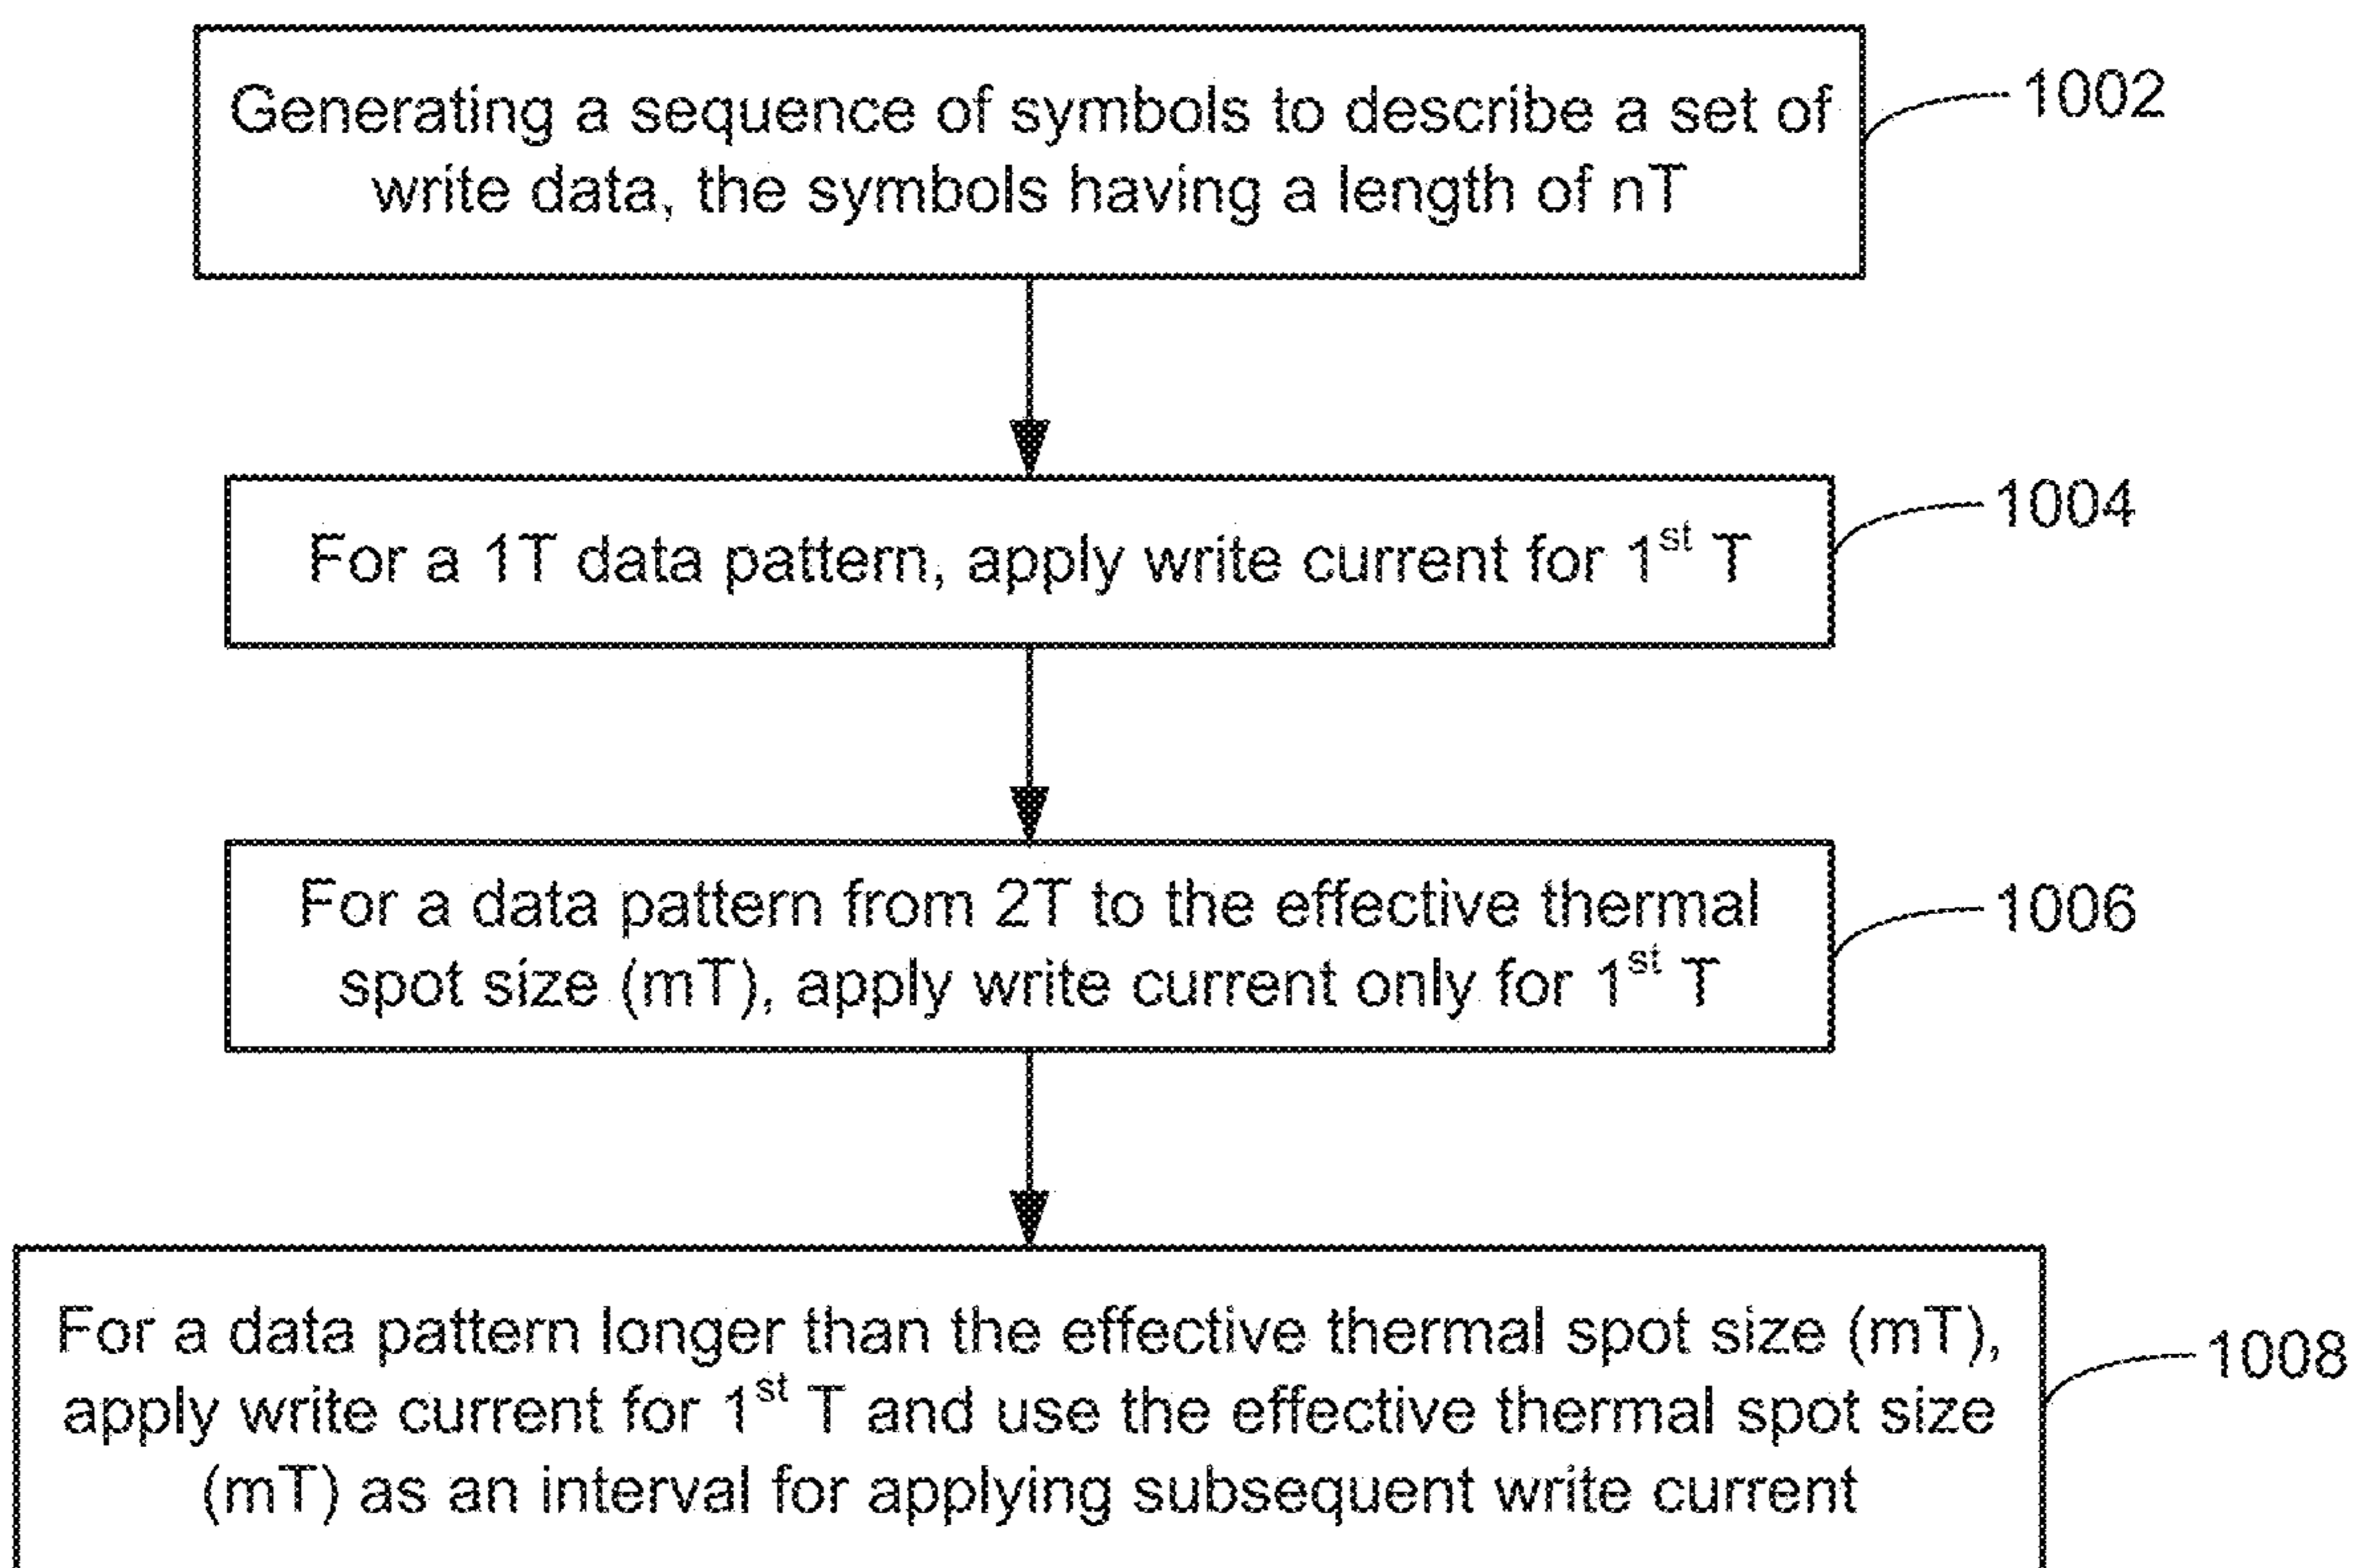 Generating a sequence of symbols to describe a set of
write data, the symbols having a length of nT
1002
For a 1T data pattern, apply write current for 1st T
1004
For a data pattern from 2T to the effective thermal
spot size (mT), apply write current only for 1st T
1006
For a data pattern longer than the effective thermal spot size (mT),
apply write current for 1st T and use the effective thermal spot size
(mT) as an interval for applying subsequent write current
1008